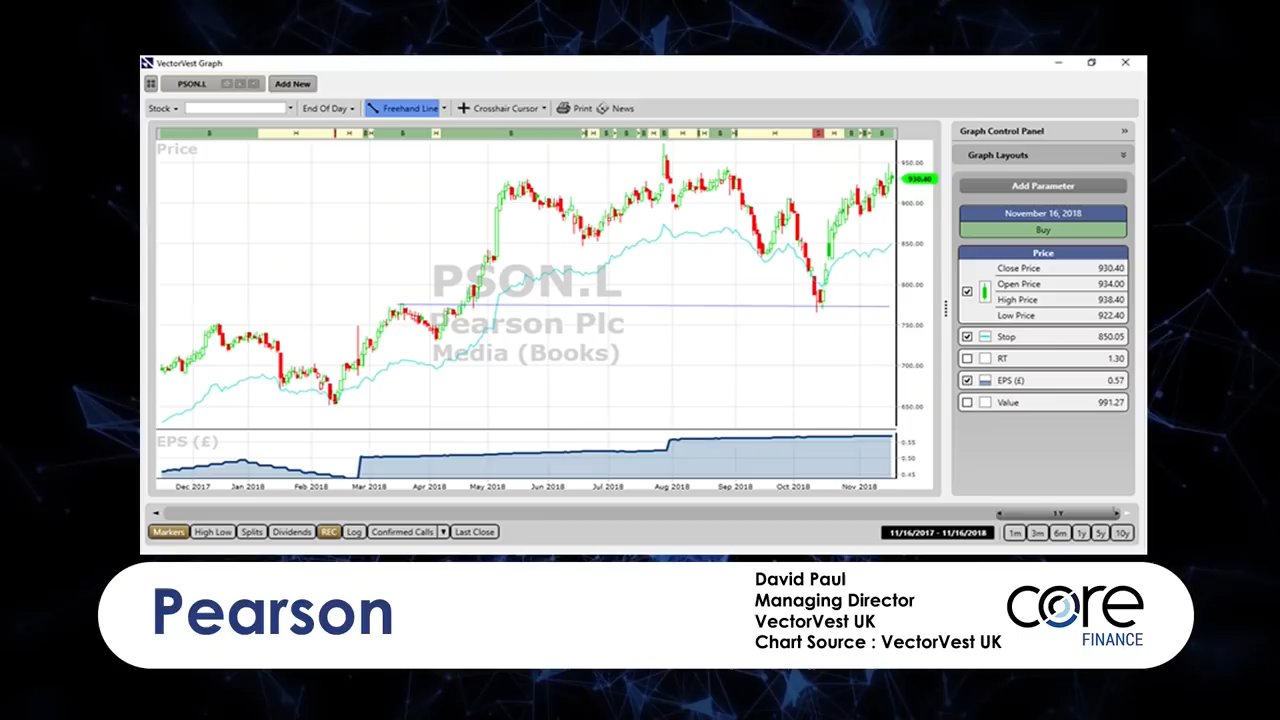 VectorVest Graph
PSON.L
Add New
Stock
End Of Day
Freehand Line
Crosshair Cursor
Print
News
B H H B H B H B H B B B H B H H B H S H B B
Price
950.00
930.40
900.00
850.00
800.00
750.00
700.00
650.00
PSON.L
Pearson Plc
Media (Books)
EPS (£)
0.55
0.50
0.45
Dec 2017 Jan 2018 Feb 2018 Mar 2018 Apr 2018 May 2018 Jun 2018 Jul 2018 Aug 2018 Sep 2018 Oct 2018 Nov 2018
Graph Control Panel
Graph Layouts
Add Parameter
November 16, 2018
Buy
Price
Close Price 930.40
Open Price 934.00
High Price 938.40
Low Price 922.40
Stop 850.05
RT 1.30
EPS (£) 0.57
Value 991.27
1Y
Markers High Low Splits Dividends REC Log Confirmed Calls Last Close
11/16/2017 - 11/16/2018
1m 3m 6m 1y 5y 10y
Pearson
David Paul
Managing Director
VectorVest UK
Chart Source : VectorVest UK
core
FINANCE